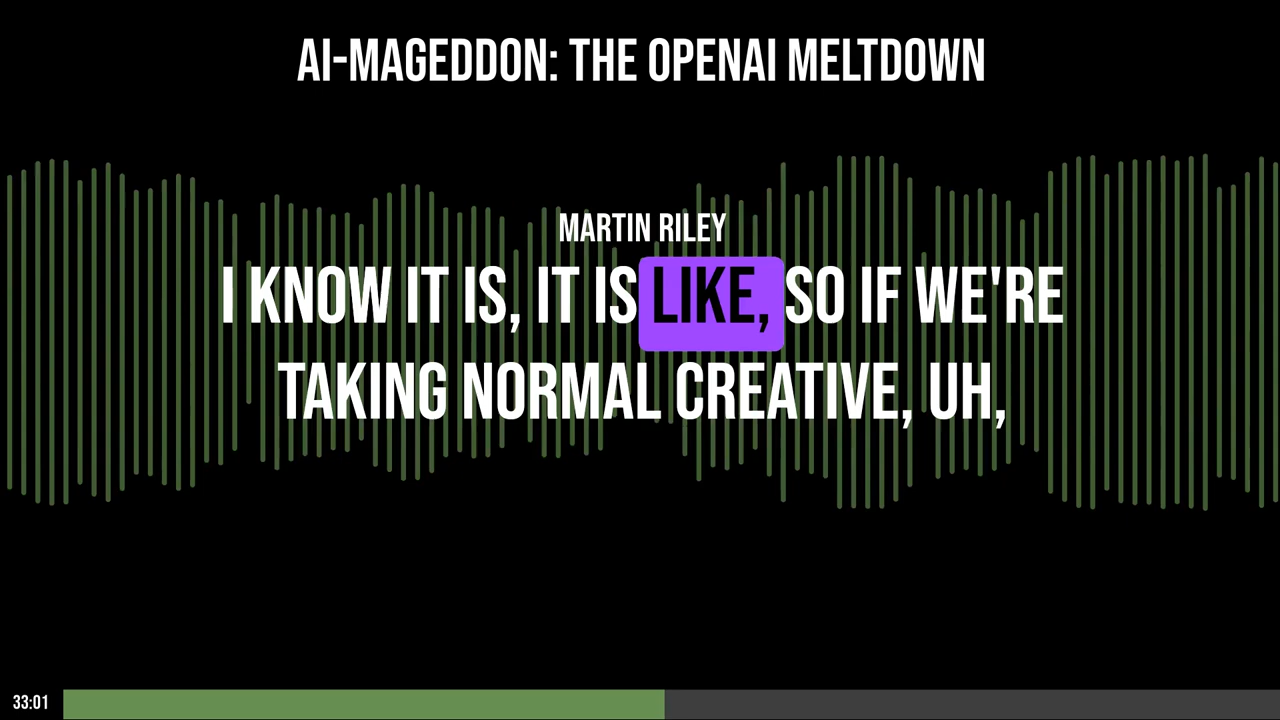 AI-MAGEDDON: THE OPENAI MELTDOWN
MARTIN RILEY
I KNOW IT IS, IT IS LIKE, SO IF WE'RE
TAKING NORMAL CREATIVE, UH,
33:01